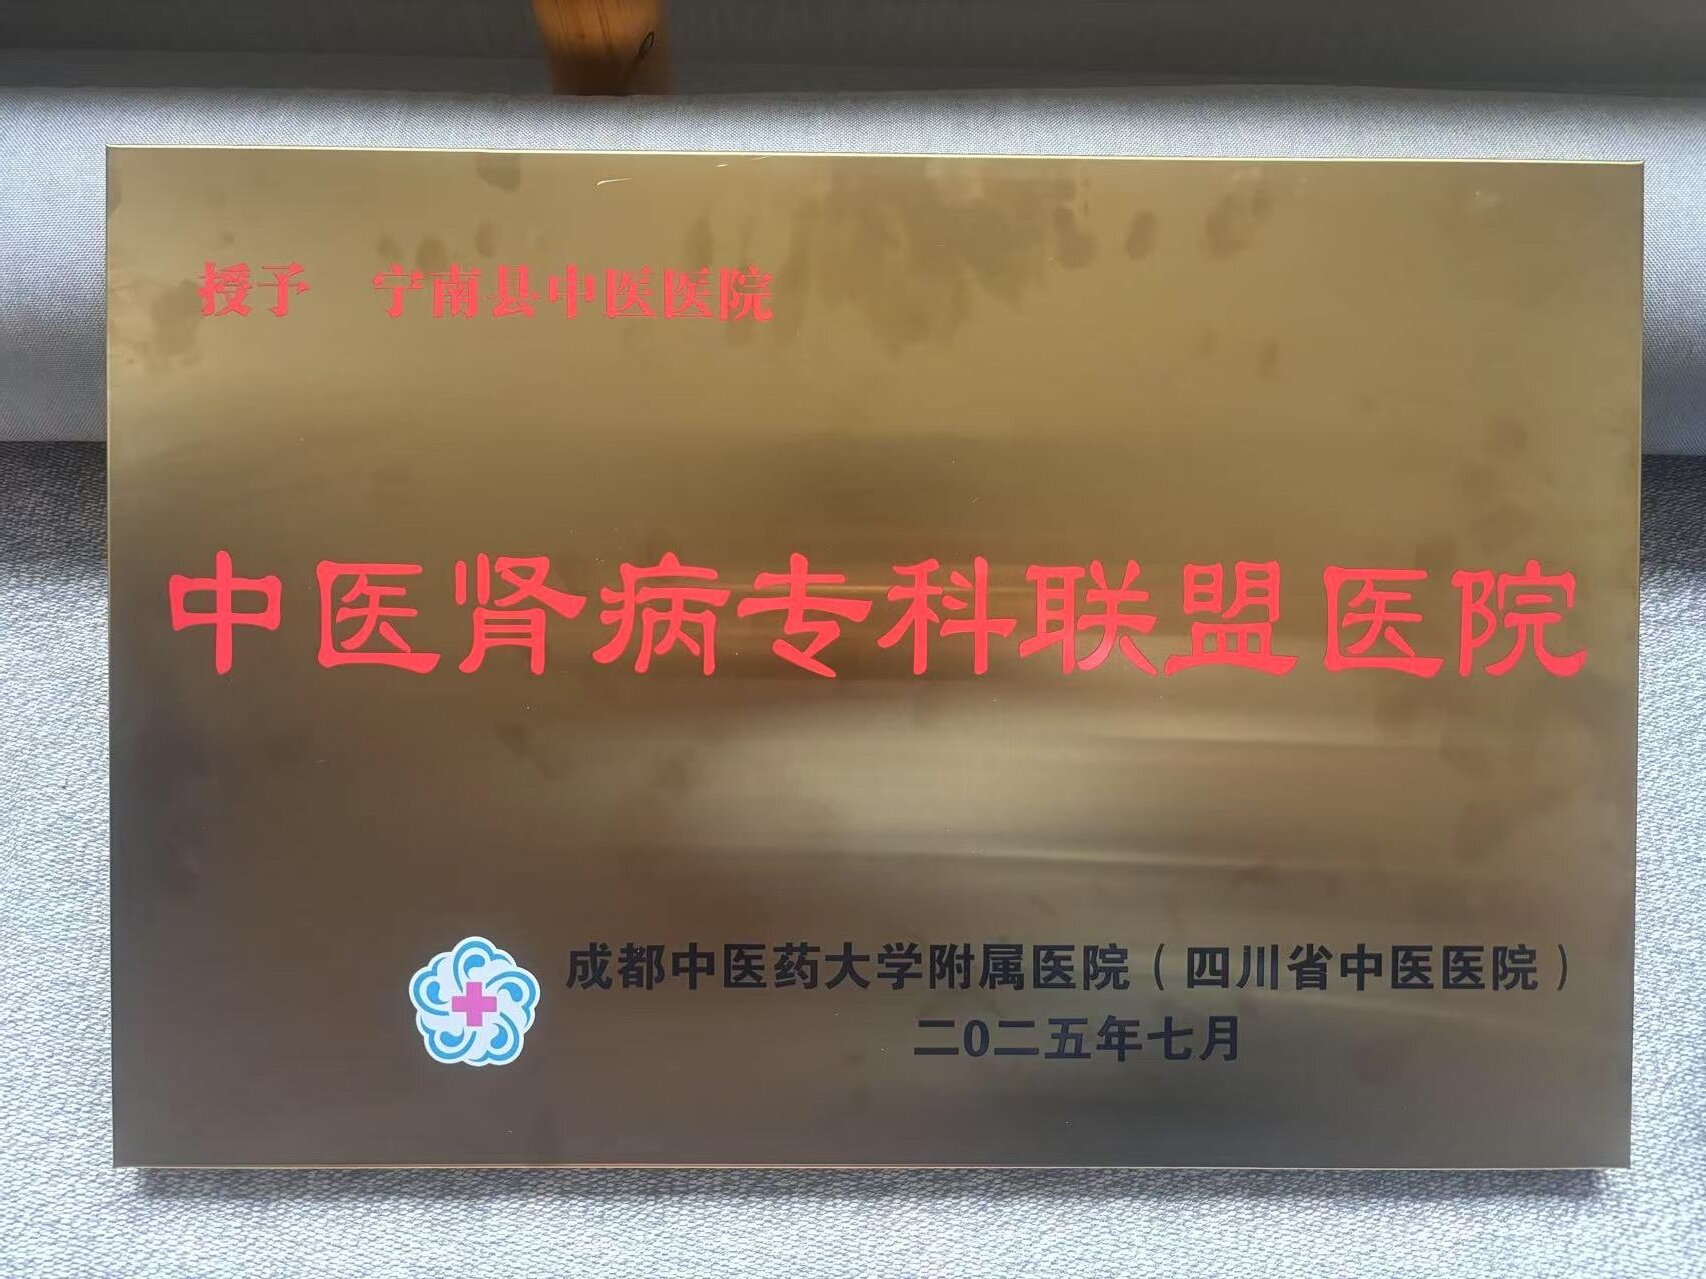 授予 宁南县中医医院
中医肾病专科联盟医院
成都中医药大学附属医院（四川省中医医院）
二0二五年七月